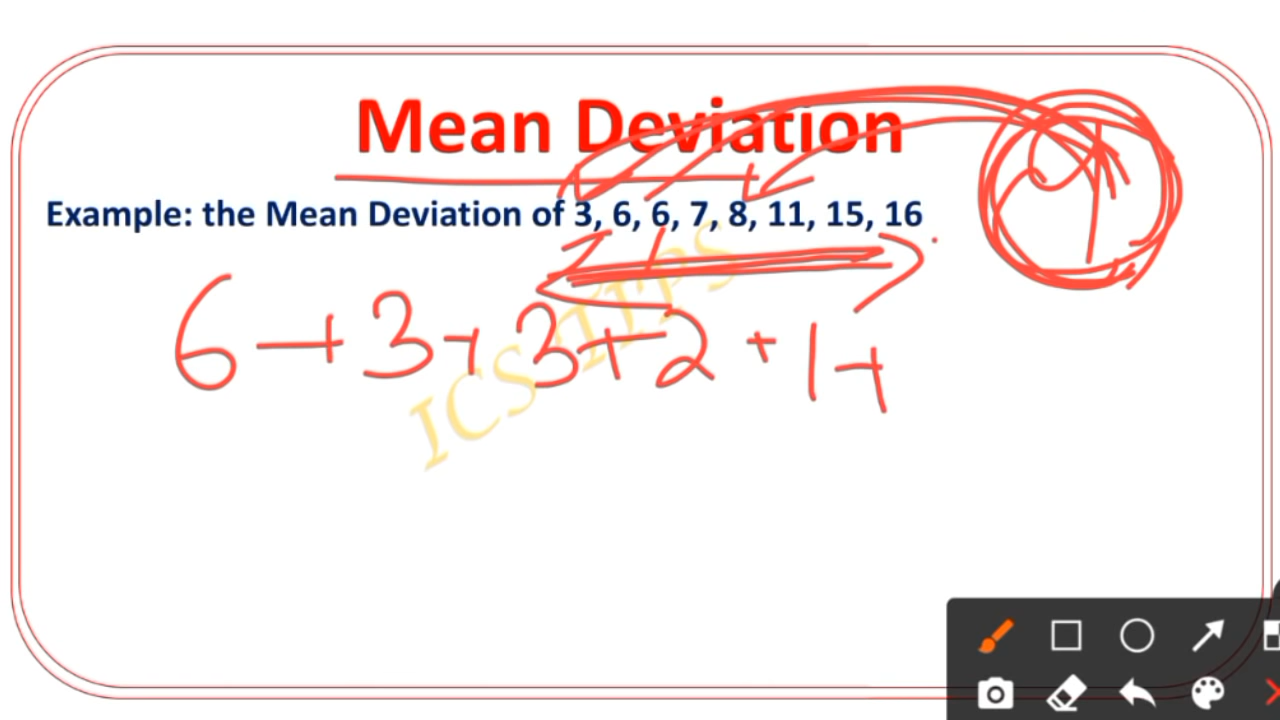 Mean Deviation
Example: the Mean Deviation of 3, 6, 6, 7, 8, 11, 15, 16
9
6 + 3 + 3 + 2 + 1 +